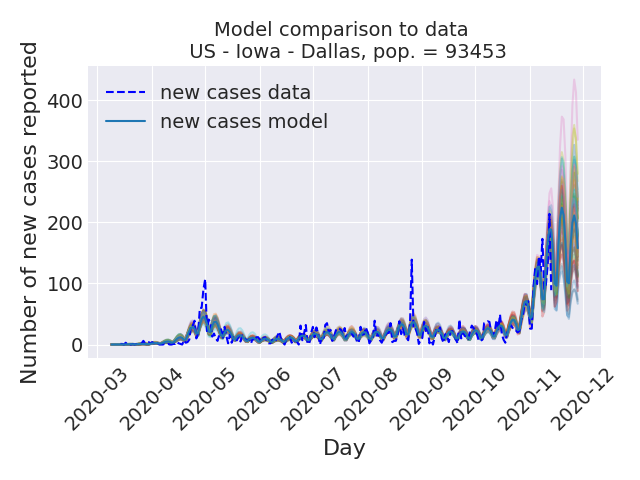 Model comparison to data
US - Iowa - Dallas, pop. = 93453
Number of new cases reported
400
300
200
100
0
new cases data
new cases model
2020-03
2020-04
2020-05
2020-06
2020-07
2020-08
2020-09
2020-10
2020-11
2020-12
Day